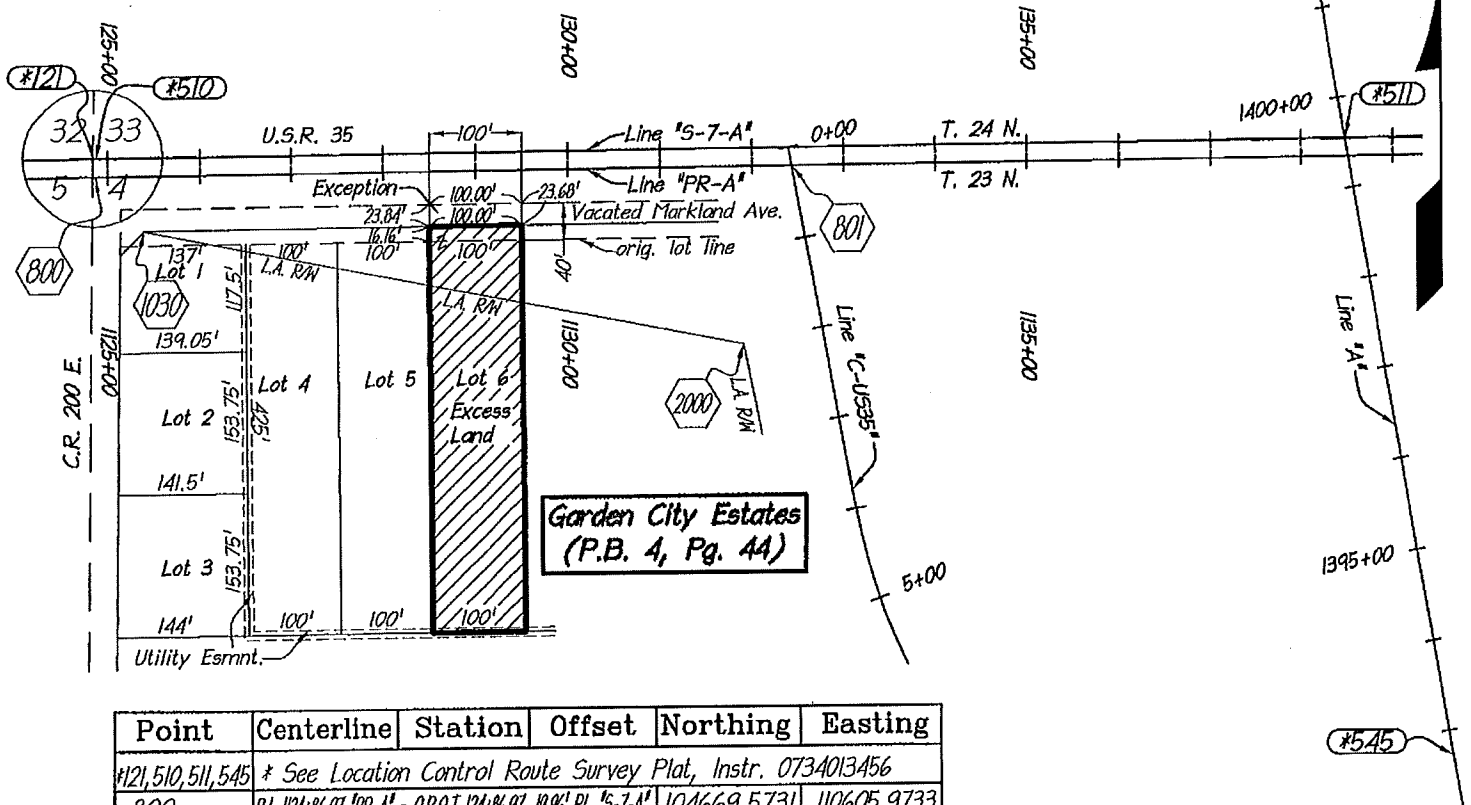 125+00
130+00
135+00
*121
*510
*511
1400+00
32 33
5 4
U.S.R. 35
100'
Line "S-7-A"
0+00
T. 24 N.
Line "PR-A"
T. 23 N.
Exception
100.00'
23.68'
Vacated Markland Ave.
23.84'
100.00'
16.16'
orig. lot line
40'
800
801
1030
2000
137'
100'
100'
100'
Lot 1
L.A. R/W
L.A. R/W
L.A. R/W
117.5'
1125+00
1130+00
1135+00
139.05'
C.R. 200 E.
Lot 2
153.75'
425'
Lot 4
Lot 5
Lot 6
Excess
Land
Line "C-US35"
Line "A"
141.5'
Garden City Estates
(P.B. 4, Pg. 44)
Lot 3
153.75'
5+00
1395+00
144'
100'
100'
100'
Utility Esmnt.
*545
Point Centerline Station Offset Northing Easting
*121,510,511,545 * See Location Control Route Survey Plat, Instr. 0734013456
800 104669.5731 110605.9733